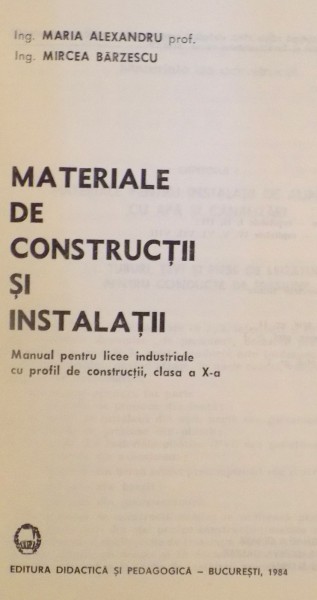 Ing. MARIA ALEXANDRU prof.
Ing. MIRCEA BĂRZESCU
MATERIALE
DE
CONSTRUCȚII
ȘI
INSTALAȚII
Manual pentru licee industriale
cu profil de construcții, clasa a X-a
EDITURA DIDACTICĂ ȘI PEDAGOGICĂ – BUCUREȘTI, 1984